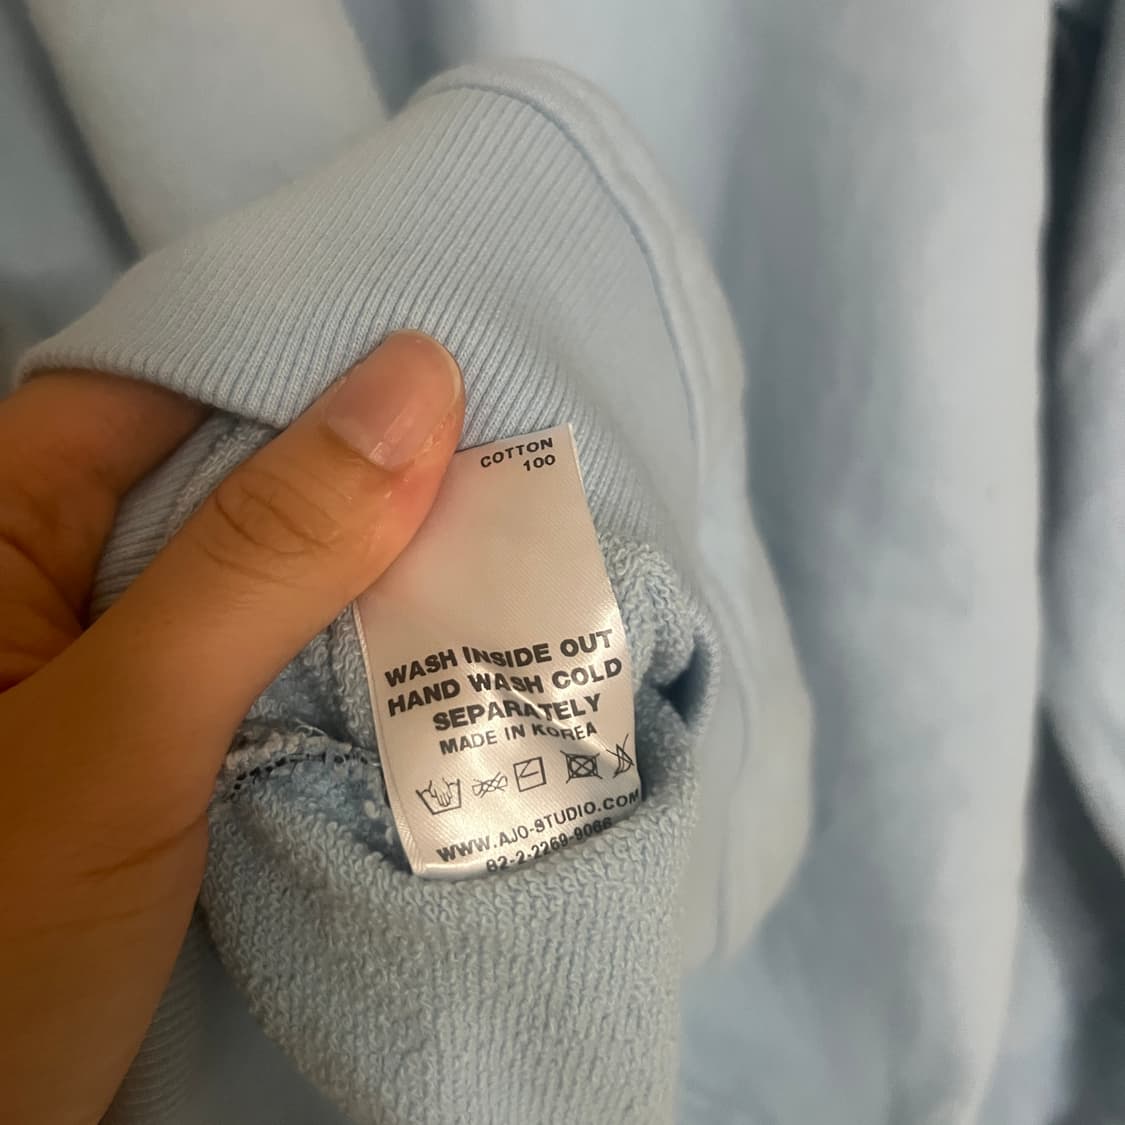 COTTON
100
WASH INSIDE OUT
HAND WASH COLD
SEPARATELY
MADE IN KOREA
WWW.AJO-STUDIO.COM
82-2-2269-9066